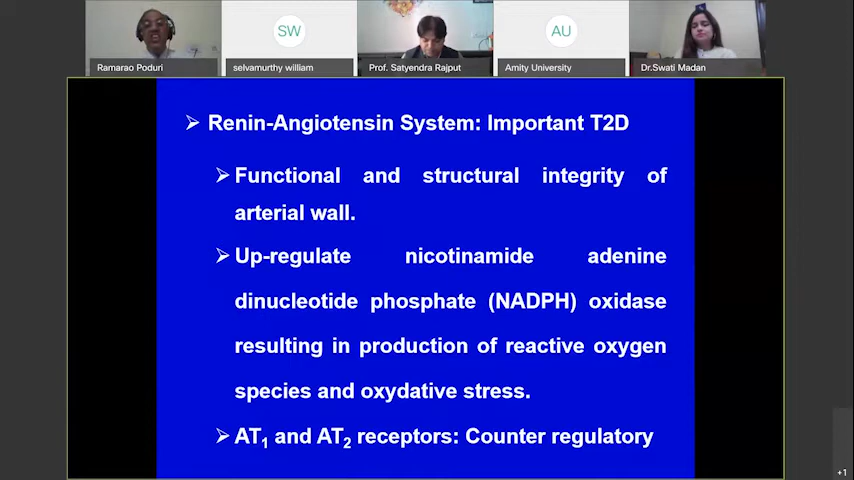 SW
AU
Ramarao Poduri
selvamurthy william
Prof. Satyendra Rajput
Amity University
Dr.Swati Madan
➢ Renin-Angiotensin System: Important T2D
➢ Functional and structural integrity of
arterial wall.
➢ Up-regulate nicotinamide adenine
dinucleotide phosphate (NADPH) oxidase
resulting in production of reactive oxygen
species and oxydative stress.
➢ AT₁ and AT₂ receptors: Counter regulatory
+1